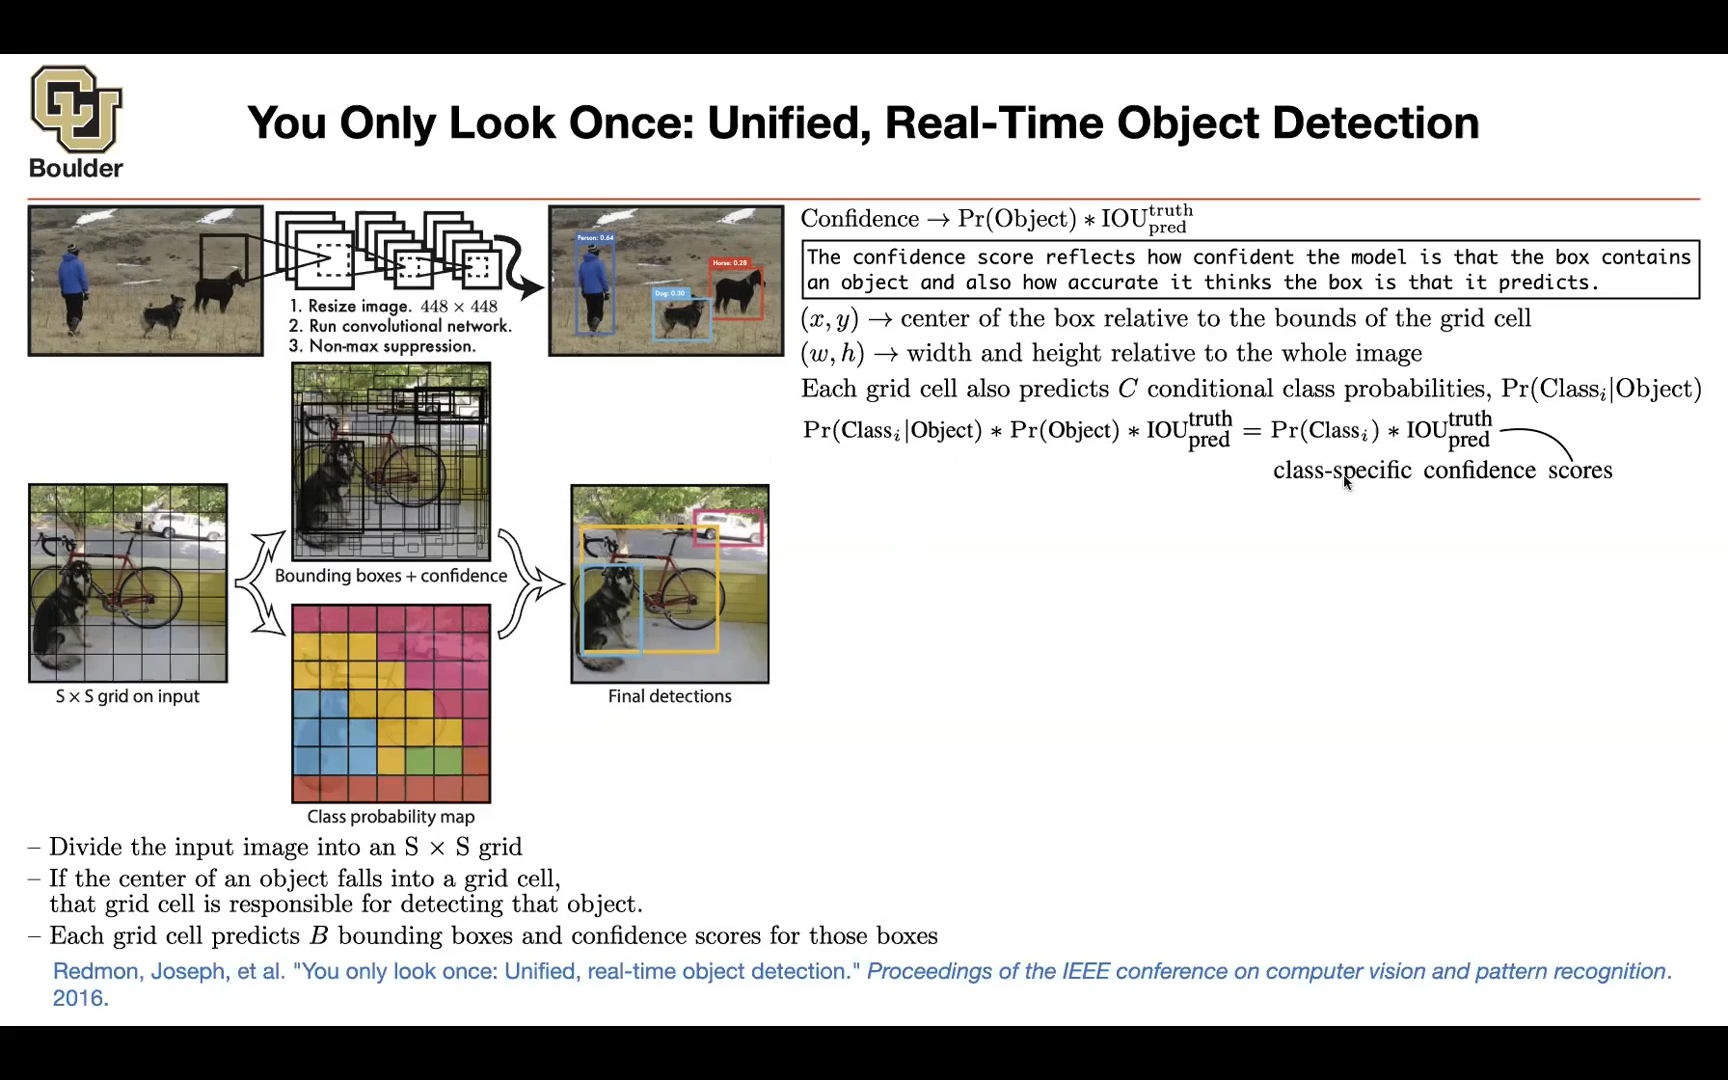 Boulder
You Only Look Once: Unified, Real-Time Object Detection
1. Resize image. 448 × 448
2. Run convolutional network.
3. Non-max suppression.
Person: 0.64
Horse: 0.28
Dog: 0.30
Confidence → Pr(Object) ∗ IOU^truth_pred
The confidence score reflects how confident the model is that the box contains
an object and also how accurate it thinks the box is that it predicts.
(x, y) → center of the box relative to the bounds of the grid cell
(w, h) → width and height relative to the whole image
Each grid cell also predicts C conditional class probabilities, Pr(Class_i|Object)
Pr(Class_i|Object) ∗ Pr(Object) ∗ IOU^truth_pred = Pr(Class_i) ∗ IOU^truth_pred
class-specific confidence scores
S × S grid on input
Bounding boxes + confidence
Class probability map
Final detections
– Divide the input image into an S × S grid
– If the center of an object falls into a grid cell,
that grid cell is responsible for detecting that object.
– Each grid cell predicts B bounding boxes and confidence scores for those boxes
Redmon, Joseph, et al. "You only look once: Unified, real-time object detection." Proceedings of the IEEE conference on computer vision and pattern recognition.
2016.